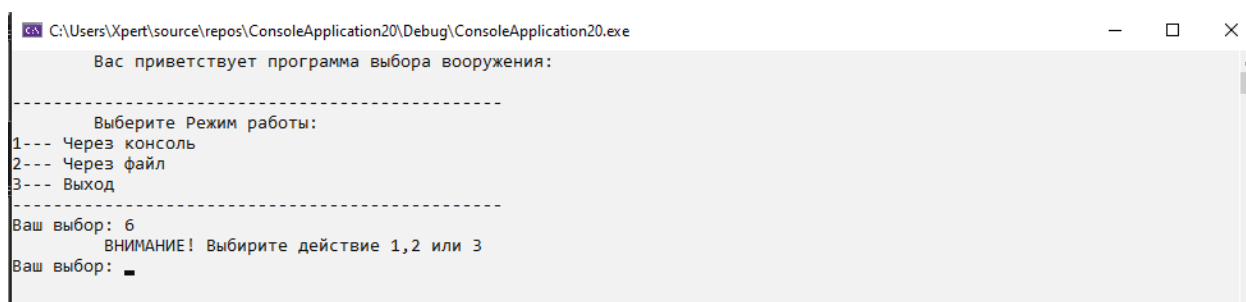 C:\Users\Xpert\source\repos\ConsoleApplication20\Debug\ConsoleApplication20.exe
Вас приветствует программа выбора вооружения:
------------------------------------------------
Выберите Режим работы:
1--- Через консоль
2--- Через файл
3--- Выход
------------------------------------------------
Ваш выбор: 6
ВНИМАНИЕ! Выбирите действие 1,2 или 3
Ваш выбор: